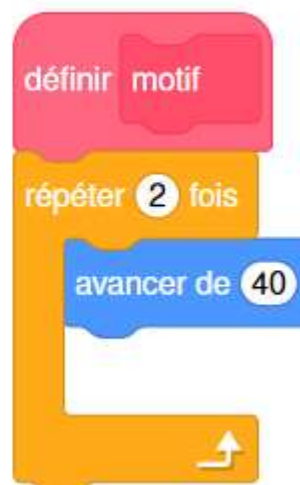 définir motif
répéter 2 fois
avancer de 40